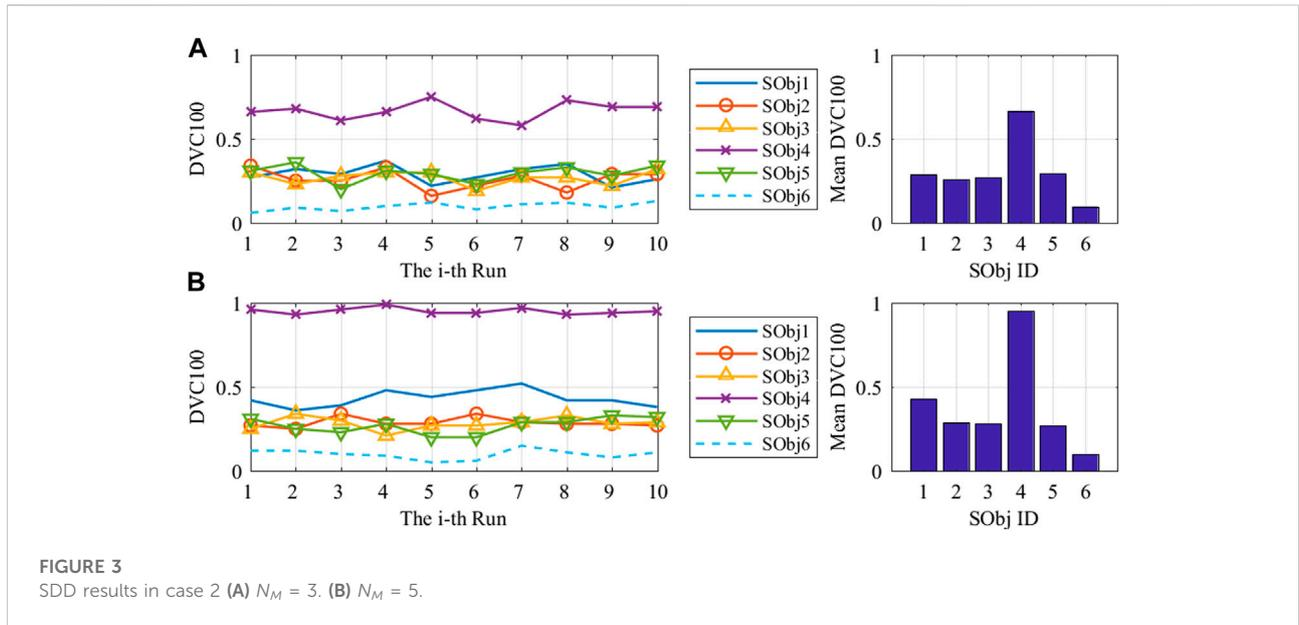 A
1
0.5
0
DVC100
1 2 3 4 5 6 7 8 9 10
The i-th Run
SObj1
SObj2
SObj3
SObj4
SObj5
SObj6
1
0.5
0
Mean DVC100
1 2 3 4 5 6
SObj ID
B
1
0.5
0
DVC100
1 2 3 4 5 6 7 8 9 10
The i-th Run
SObj1
SObj2
SObj3
SObj4
SObj5
SObj6
1
0.5
0
Mean DVC100
1 2 3 4 5 6
SObj ID
FIGURE 3
SDD results in case 2 (A) N_M = 3. (B) N_M = 5.